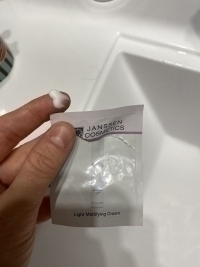 JANSSEN
COSMETICS
Light Mattifying Cream